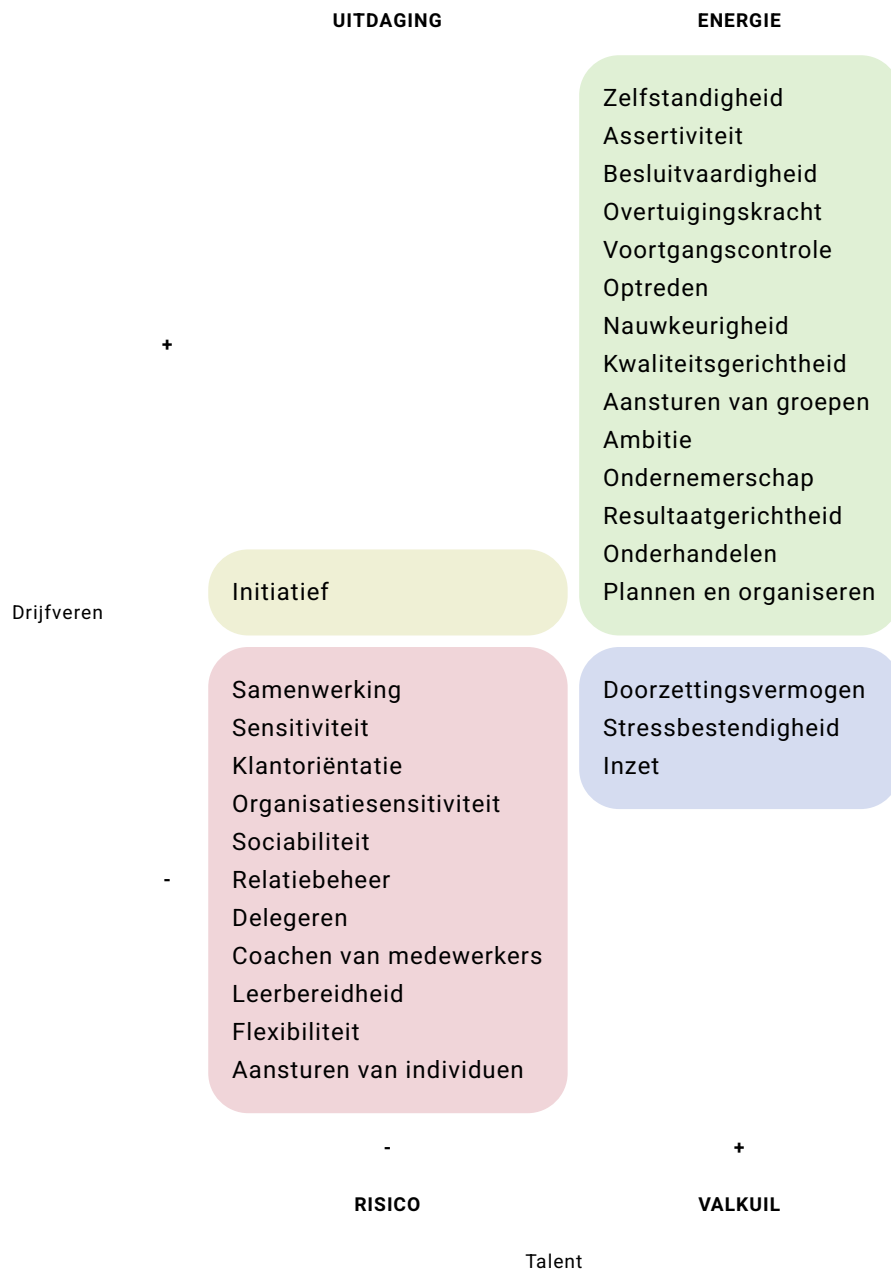 UITDAGING
ENERGIE
Zelfstandigheid
Assertiviteit
Besluitvaardigheid
Overtuigingskracht
Voortgangscontrole
Optreden
Nauwkeurigheid
Kwaliteitsgerichtheid
Aansturen van groepen
Ambitie
Ondernemerschap
Resultaatgerichtheid
Onderhandelen
Plannen en organiseren
+
Initiatief
Drijfveren
Samenwerking
Sensitiviteit
Klantoriëntatie
Organisatiesensitiviteit
Sociabiliteit
Relatiebeheer
Delegeren
Coachen van medewerkers
Leerbereidheid
Flexibiliteit
Aansturen van individuen
Doorzettingsvermogen
Stressbestendigheid
Inzet
-
-
+
RISICO
VALKUIL
Talent